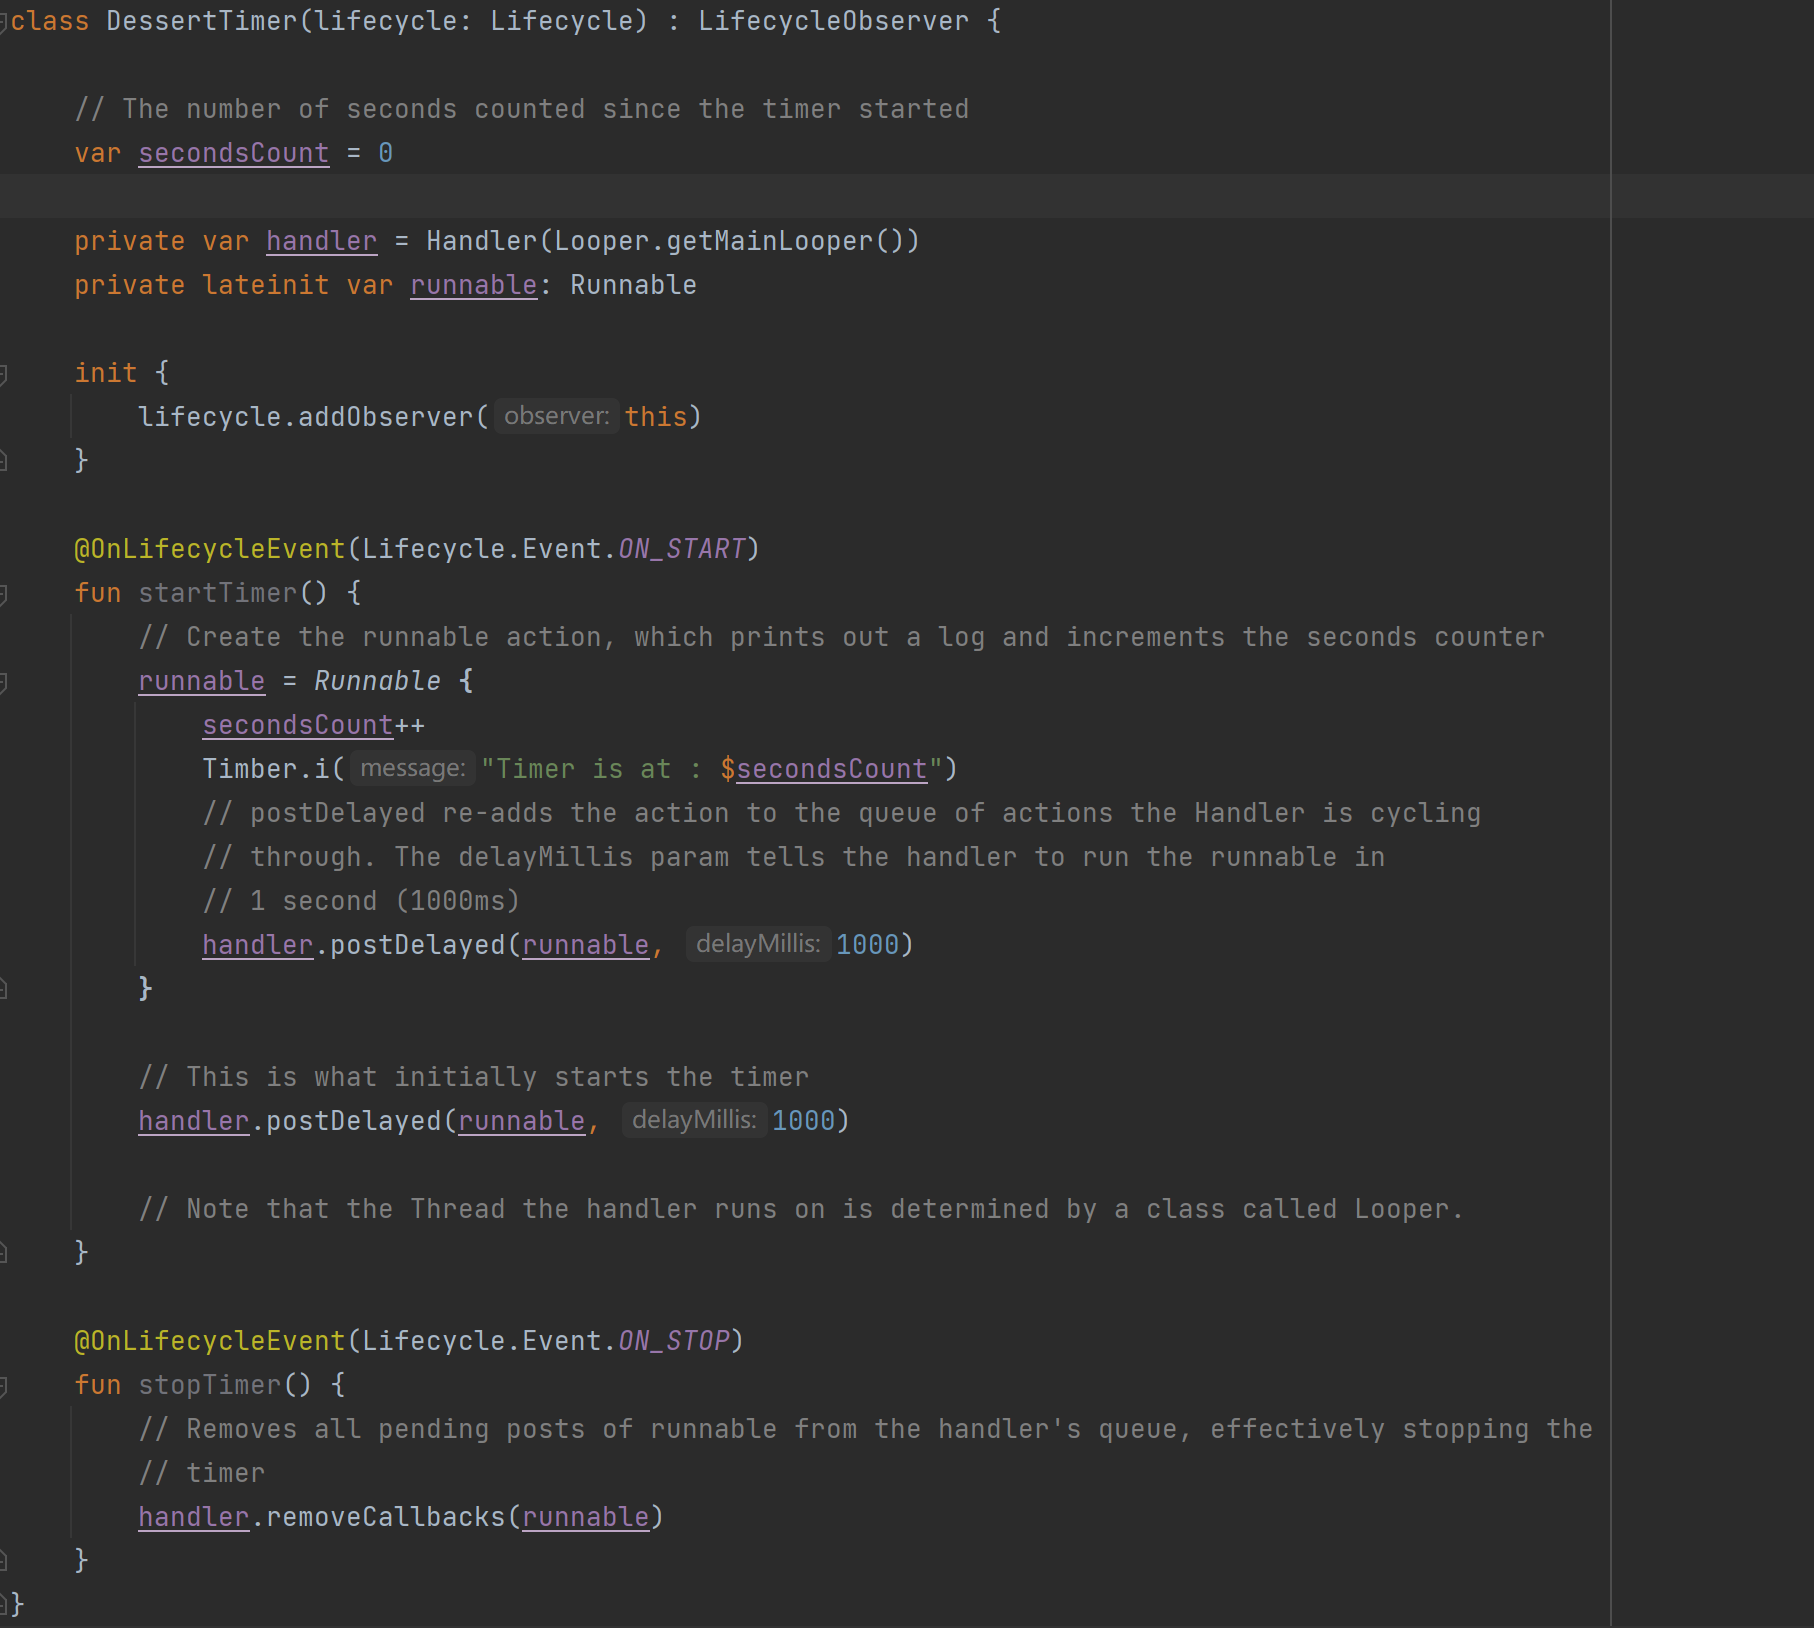 class DessertTimer(lifecycle: Lifecycle) : LifecycleObserver {
// The number of seconds counted since the timer started
var secondsCount = 0
private var handler = Handler(Looper.getMainLooper())
private lateinit var runnable: Runnable
init {
lifecycle.addObserver( observer: this)
}
@OnLifecycleEvent(Lifecycle.Event.ON_START)
fun startTimer() {
// Create the runnable action, which prints out a log and increments the seconds counter
runnable = Runnable {
secondsCount++
Timber.i( message: "Timer is at : $secondsCount")
// postDelayed re-adds the action to the queue of actions the Handler is cycling
// through. The delayMillis param tells the handler to run the runnable in
// 1 second (1000ms)
handler.postDelayed(runnable, delayMillis: 1000)
}
// This is what initially starts the timer
handler.postDelayed(runnable, delayMillis: 1000)
// Note that the Thread the handler runs on is determined by a class called Looper.
}
@OnLifecycleEvent(Lifecycle.Event.ON_STOP)
fun stopTimer() {
// Removes all pending posts of runnable from the handler's queue, effectively stopping the
// timer
handler.removeCallbacks(runnable)
}
}